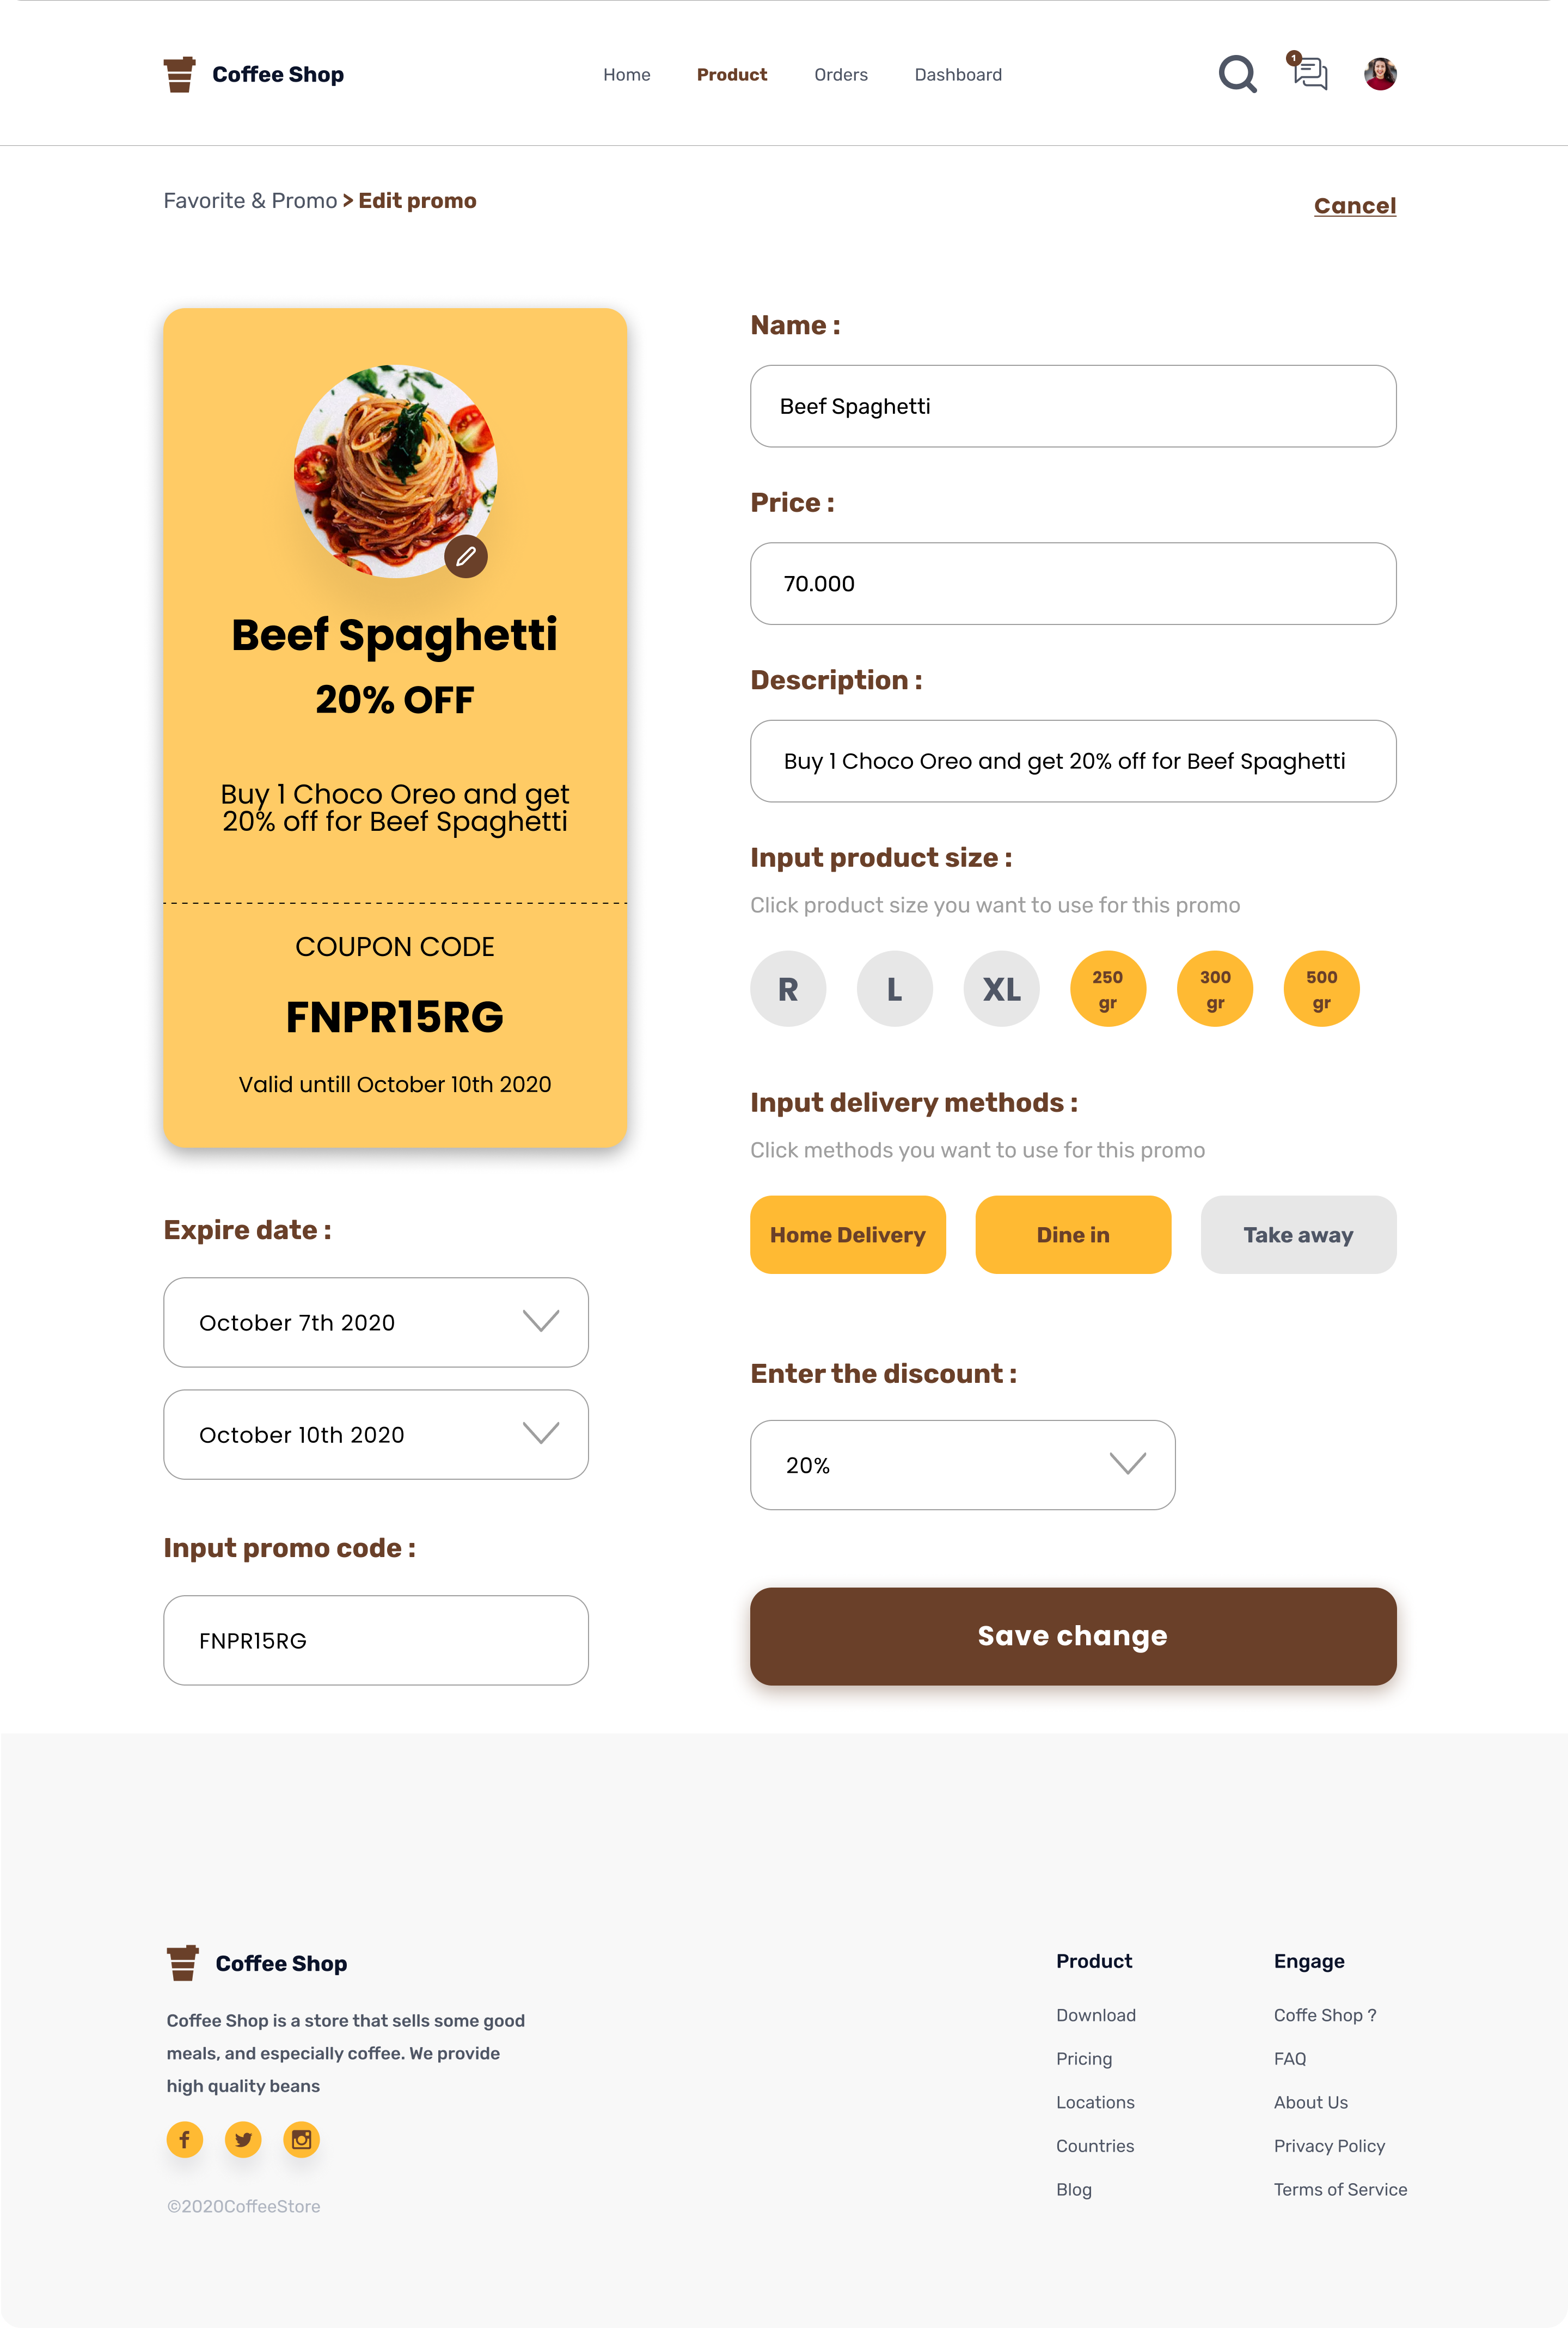 Coffee Shop
Home
Product
Orders
Dashboard
1
Favorite & Promo > Edit promo
Cancel
Beef Spaghetti
20% OFF
Buy 1 Choco Oreo and get
20% off for Beef Spaghetti
COUPON CODE
FNPR15RG
Valid untill October 10th 2020
Expire date :
October 7th 2020
October 10th 2020
Input promo code :
FNPR15RG
Name :
Beef Spaghetti
Price :
70.000
Description :
Buy 1 Choco Oreo and get 20% off for Beef Spaghetti
Input product size :
Click product size you want to use for this promo
R
L
XL
250
gr
300
gr
500
gr
Input delivery methods :
Click methods you want to use for this promo
Home Delivery
Dine in
Take away
Enter the discount :
20%
Save change
Coffee Shop
Coffee Shop is a store that sells some good
meals, and especially coffee. We provide
high quality beans
©2020CoffeeStore
Product
Download
Pricing
Locations
Countries
Blog
Engage
Coffe Shop ?
FAQ
About Us
Privacy Policy
Terms of Service